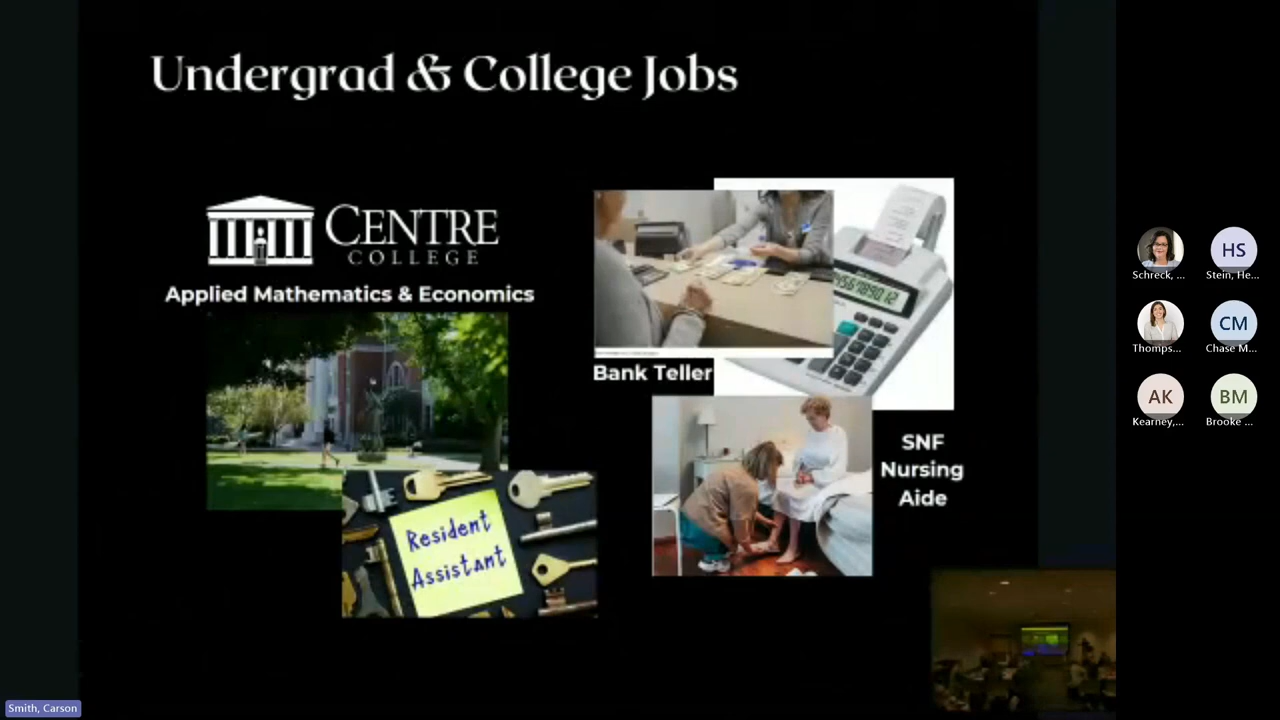 Undergrad & College Jobs
CENTRE
COLLEGE
Applied Mathematics & Economics
Resident
Assistant
Bank Teller
SNF
Nursing
Aide
HS
Schreck, ...
Stein, He...
CM
Thomps...
Chase M...
AK
BM
Kearney,...
Brooke ...
Smith, Carson